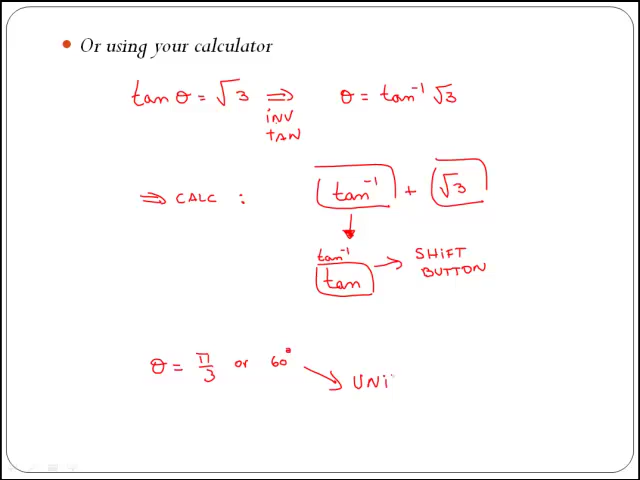 Or using your calculator
tan θ = √3 ⟹ θ = tan⁻¹ √3
INV
TAN
⟹ CALC : tan⁻¹ + √3
tan⁻¹
tan → SHIFT BUTTON
θ = π/3 or 60° ↘ UNI